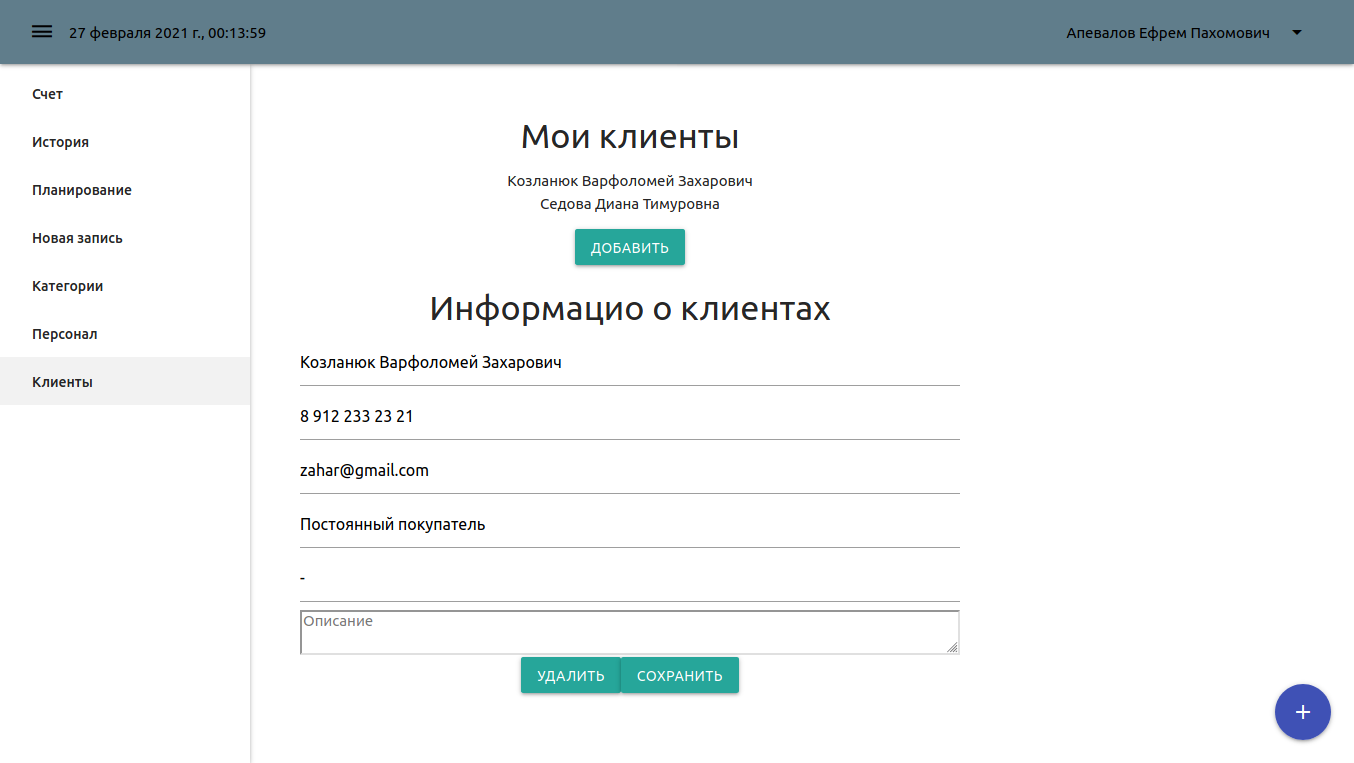 27 февраля 2021 г., 00:13:59
Апевалов Ефрем Пахомович
Счет
История
Планирование
Новая запись
Категории
Персонал
Клиенты
Мои клиенты
Козланюк Варфоломей Захарович
Седова Диана Тимуровна
ДОБАВИТЬ
Информацио о клиентах
Козланюк Варфоломей Захарович
8 912 233 23 21
zahar@gmail.com
Постоянный покупатель
-
Описание
УДАЛИТЬ СОХРАНИТЬ
+